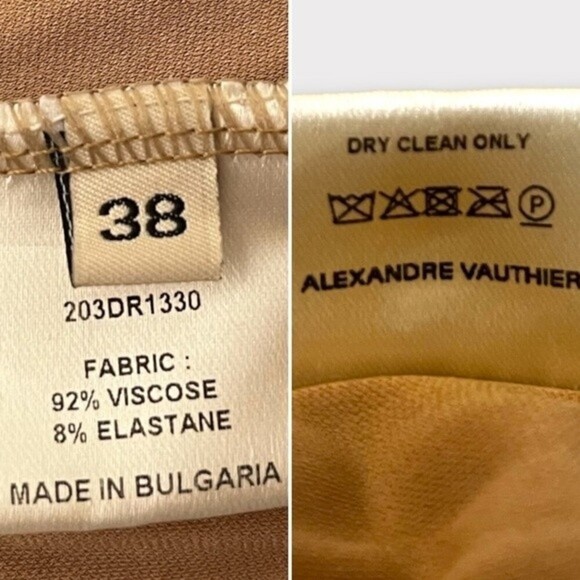 38
203DR1330
FABRIC :
92% VISCOSE
8% ELASTANE
MADE IN BULGARIA
DRY CLEAN ONLY
P
ALEXANDRE VAUTHIER